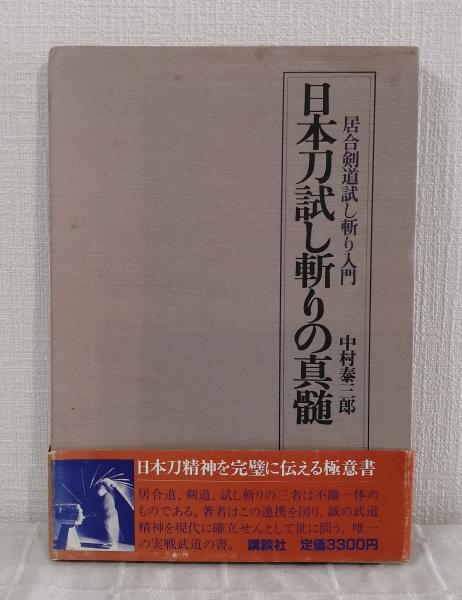 居合剣道試し斬り入門
日本刀試し斬りの真髄
中村泰三郎
日本刀精神を完璧に伝える極意書
居合道、剣道、試し斬りの三者は不離一体の
ものである。著者はこの連携を図り、誠の武道
精神を現代に確立せんとして世に問う、唯一
の実戦武道の書。
講談社 定価3300円